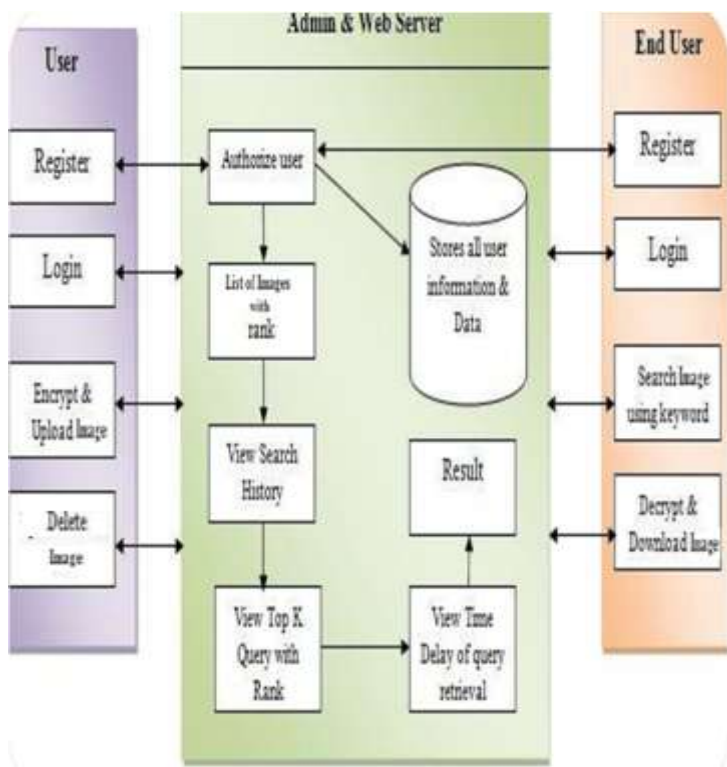 User
Register
Login
Encrypt &
Upload Image
Delete
Image
Admin & Web Server
Authorize user
List of Images
with
rank
View Search
History
View Top K
Query with
Rank
Stores all user
information &
Data
Result
View Time
Delay of query
retrieval
End User
Register
Login
Search Image
using keyword
Decrypt &
Download Image